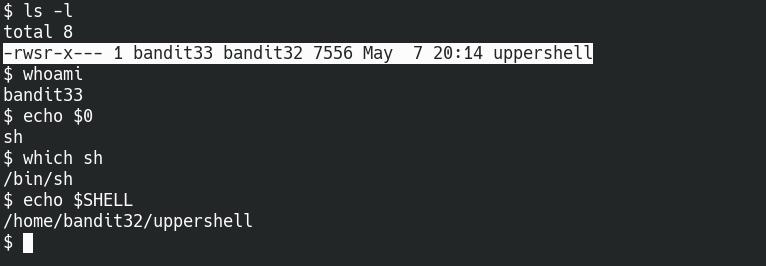 $ ls -l
total 8
-rwsr-x--- 1 bandit33 bandit32 7556 May  7 20:14 uppershell
$ whoami
bandit33
$ echo $0
sh
$ which sh
/bin/sh
$ echo $SHELL
/home/bandit32/uppershell
$